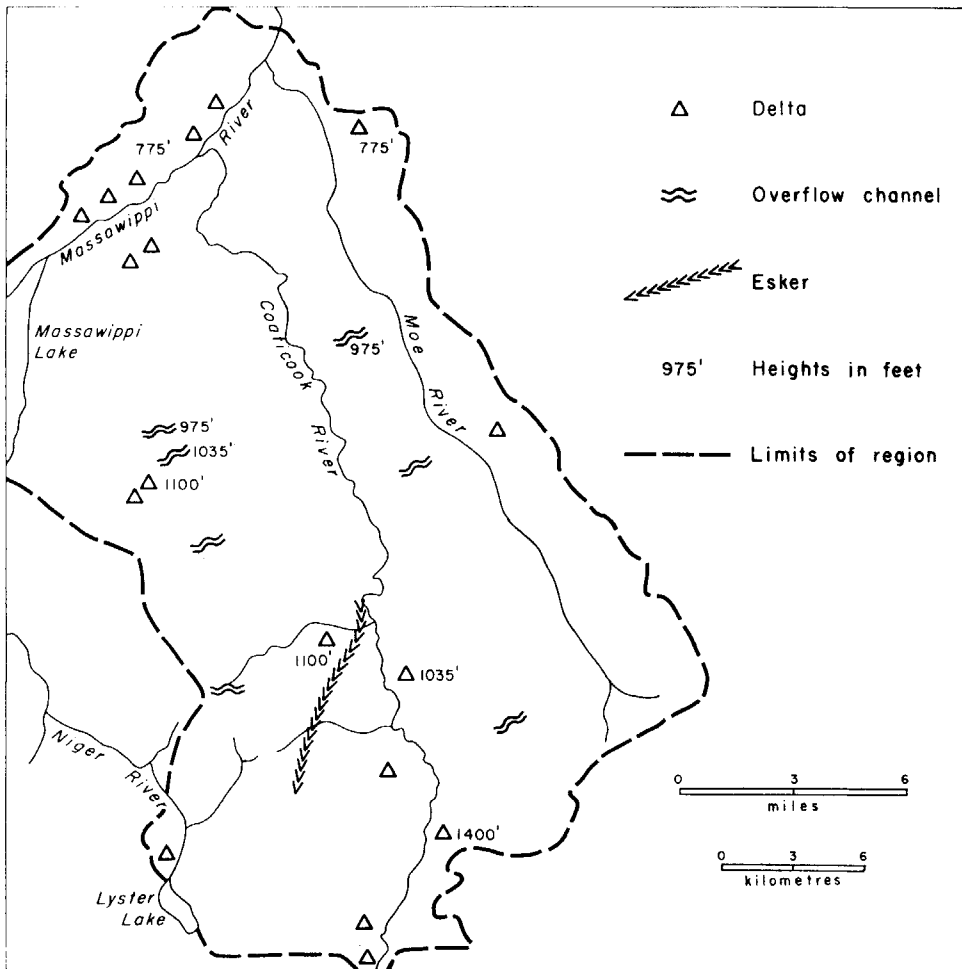 775'
River
Massawippi
775'
Massawippi
Lake
Coaticook
River
975'
Moe
River
975'
1035'
1100'
1100'
1035'
Niger
River
1400'
Lyster
Lake
Delta
Overflow channel
Esker
975' Heights in feet
Limits of region
0 3 6
miles
0 3 6
kilometres